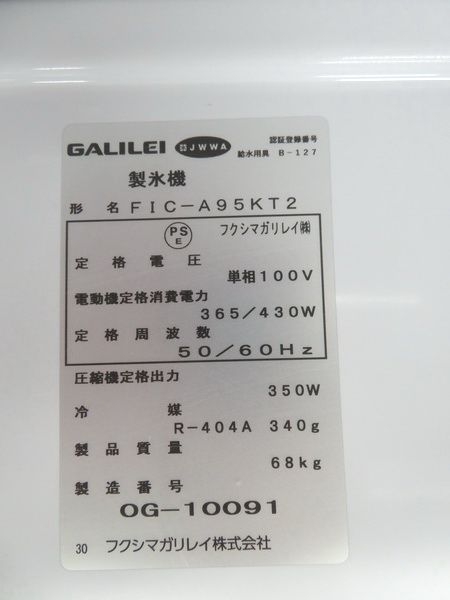 GALILEI JWWA 認証登録番号
給水用具 B-127
製氷機
形 名 FIC-A95KT2
PS E フクシマガリレイ㈱
定格電圧
単相100V
電動機定格消費電力
365/430W
定格周波数
50/60Hz
圧縮機定格出力
350W
冷 媒
R-404A 340g
製品質量
68kg
製造番号
OG-10091
30 フクシマガリレイ株式会社